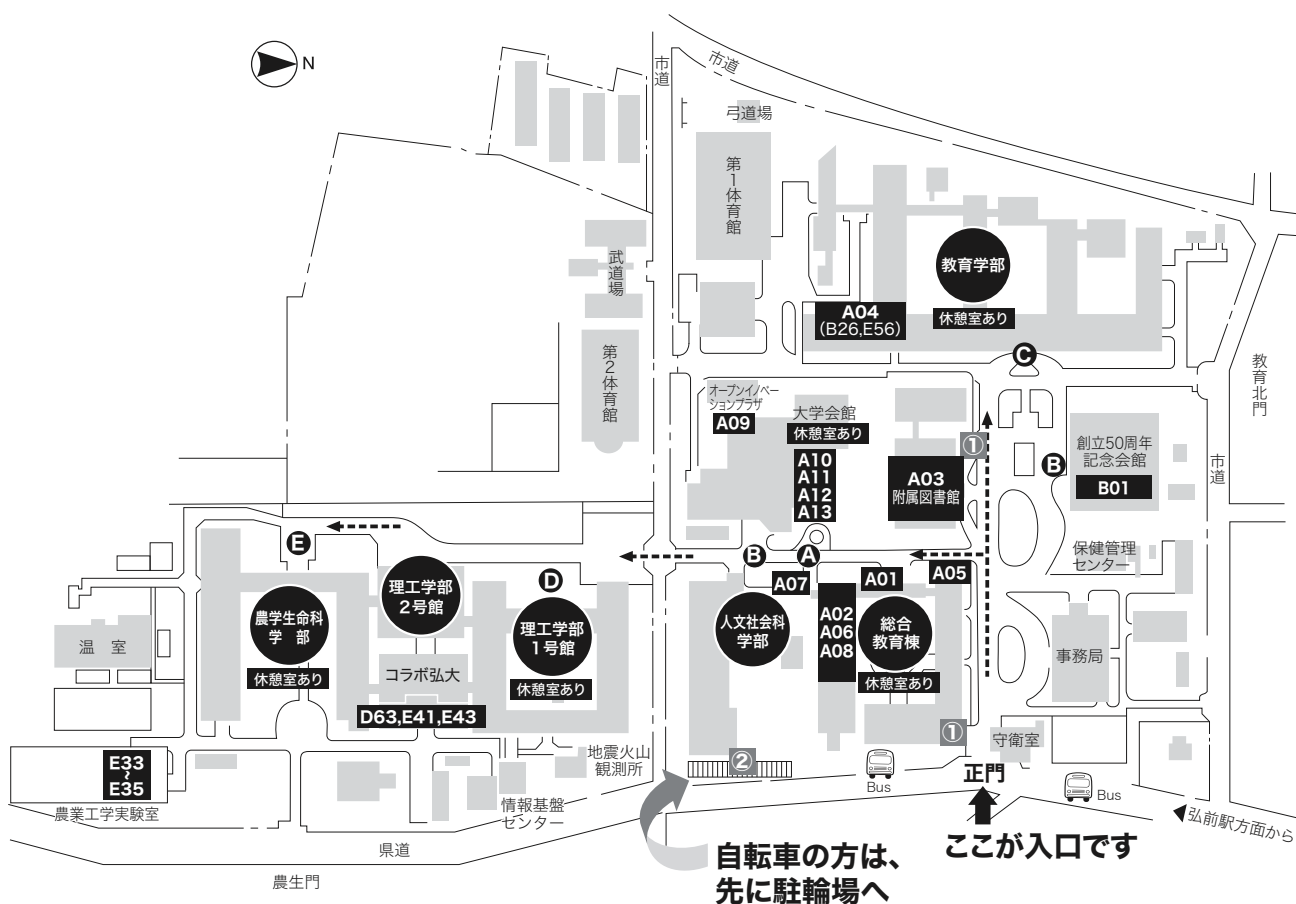 N
市道
市道
弓道場
第1体育館
武道場
第2体育館
教育学部
休憩室あり
A04
(B26,E56)
C
教育北門
オープンイノベー
ションプラザ
A09
大学会館
休憩室あり
A10
A11
A12
A13
①
A03
附属図書館
B
創立50周年
記念会館
B01
市道
保健管理
センター
E
D
B
A
A07
A01
A05
農学生命科
学 部
休憩室あり
理工学部
2号館
理工学部
1号館
休憩室あり
人文社会科
学部
A02
A06
A08
総合
教育棟
休憩室あり
温 室
コラボ弘大
D63,E41,E43
事務局
①
守衛室
正門
地震火山
観測所
②
Bus
Bus
E33
~
E35
農業工学実験室
情報基盤
センター
弘前駅方面から
県道
農生門
ここが入口です
自転車の方は、
先に駐輪場へ